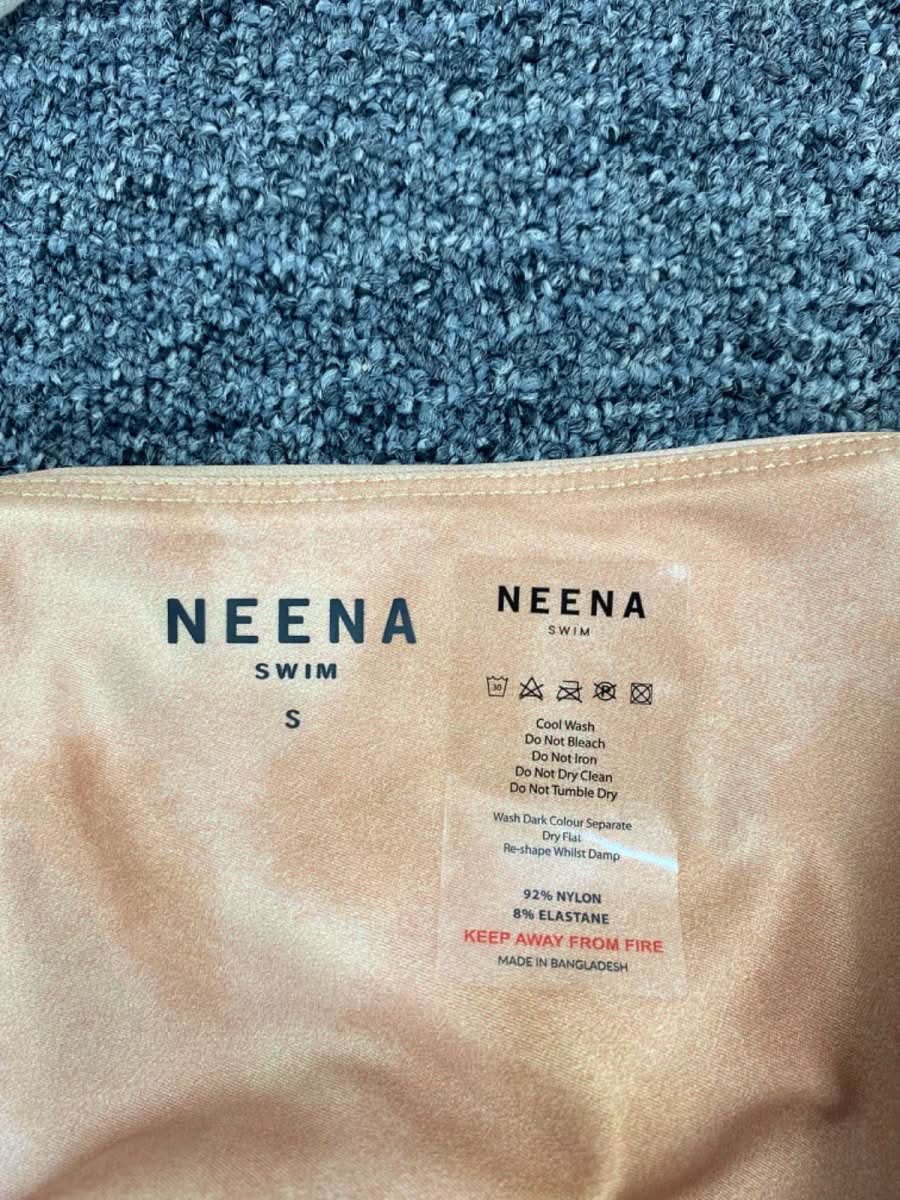 NEENA
SWIM
S
NEENA
SWIM
30
P
Cool Wash
Do Not Bleach
Do Not Iron
Do Not Dry Clean
Do Not Tumble Dry
Wash Dark Colour Separate
Dry Flat
Re-shape Whilst Damp
92% NYLON
8% ELASTANE
KEEP AWAY FROM FIRE
MADE IN BANGLADESH